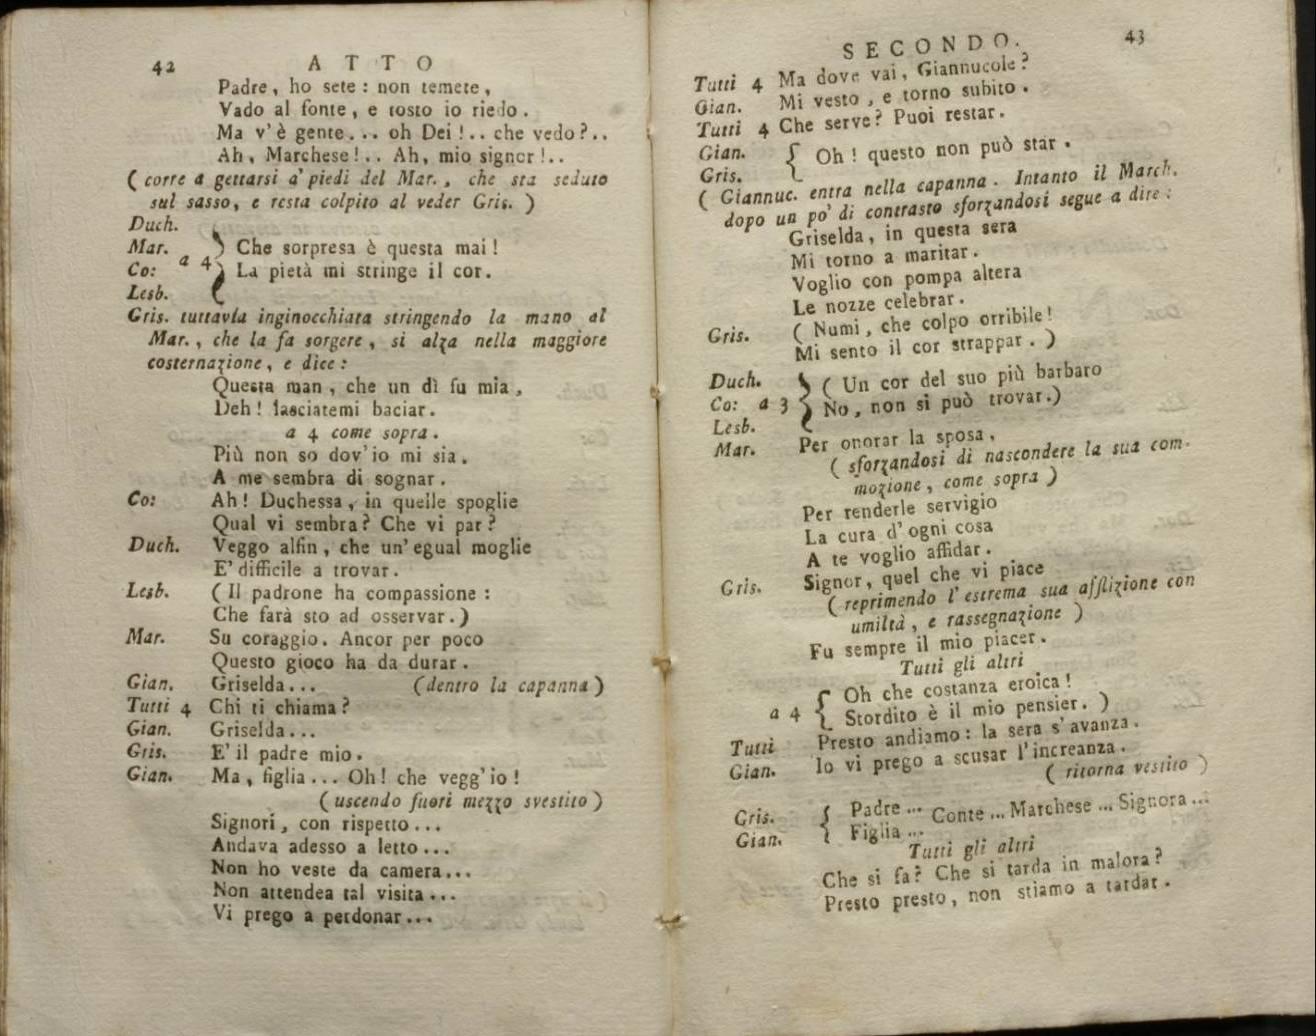 42 ATTO
Padre, ho sete: non temete,
Vado al fonte, e tosto io riedo.
Ma v'è gente... oh Dei!.. che vedo?..
Ah, Marchese!.. Ah, mio signor!..
( corre a gettarsi a' piedi del Mar., che sta seduto
sul sasso, e resta colpito al veder Gris. )
Duch.
Mar. } Che sorpresa è questa mai!
Co: a 4 } La pietà mi stringe il cor.
Lesb.
Gris. tuttavia inginocchiata stringendo la mano al
Mar., che la fa sorgere, si alza nella maggiore
costernazione, e dice:
Questa man, che un dì fu mia,
Deh! lasciatemi baciar.
a 4 come sopra.
Più non so dov'io mi sia,
A me sembra di sognar.
Co: Ah! Duchessa, in quelle spoglie
Qual vi sembra? Che vi par?
Duch. Veggo alfin, che un'egual moglie
E' difficile a trovar.
Lesb. ( Il padrone ha compassione:
Che farà sto ad osservar.)
Mar. Su coraggio. Ancor per poco
Questo gioco ha da durar.
Gian. Griselda... (dentro la capanna)
Tutti 4 Chi ti chiama?
Gian. Griselda...
Gris. E' il padre mio.
Gian. Ma, figlia... Oh! che vegg'io!
( uscendo fuori mezzo svestito )
Signori, con rispetto...
Andava adesso a letto...
Non ho veste da camera...
Non attendea tal visita...
Vi prego a perdonar...
SECONDO. 43
Tutti 4 Ma dove vai, Giannucole?
Gian. Mi vesto, e torno subito.
Tutti 4 Che serve? Puoi restar.
Gian. { Oh! questo non può star.
Gris.
( Giannuc. entra nella capanna. Intanto il March.
dopo un po' di contrasto sforzandosi segue a dire:
Griselda, in questa sera
Mi torno a maritar.
Voglio con pompa altera
Le nozze celebrar.
Gris. ( Numi, che colpo orribile!
Mi sento il cor strappar. )
Duch. } ( Un cor del suo più barbaro
Co: a 3 } No, non si può trovar.)
Lesb.
Mar. Per onorar la sposa,
( sforzandosi di nascondere la sua com-
mozione, come sopra )
Per renderle servigio
La cura d'ogni cosa
A te voglio affidar.
Gris. Signor, quel che vi piace
( reprimendo l'estrema sua afflizione con
umiltà, e rassegnazione )
Fu sempre il mio piacer.
Tutti gli altri
a 4 { Oh che costanza eroica!
Stordito è il mio pensier. )
Tutti Presto andiamo: la sera s'avanza.
Gian. Io vi prego a scusar l'increanza.
( ritorna vestito )
Gris. { Padre ... Conte ... Marchese ... Signora ...
Gian. { Figlia ...
Tutti gli altri
Che si fa? Che si tarda in malora?
Presto presto, non stiamo a tardar.